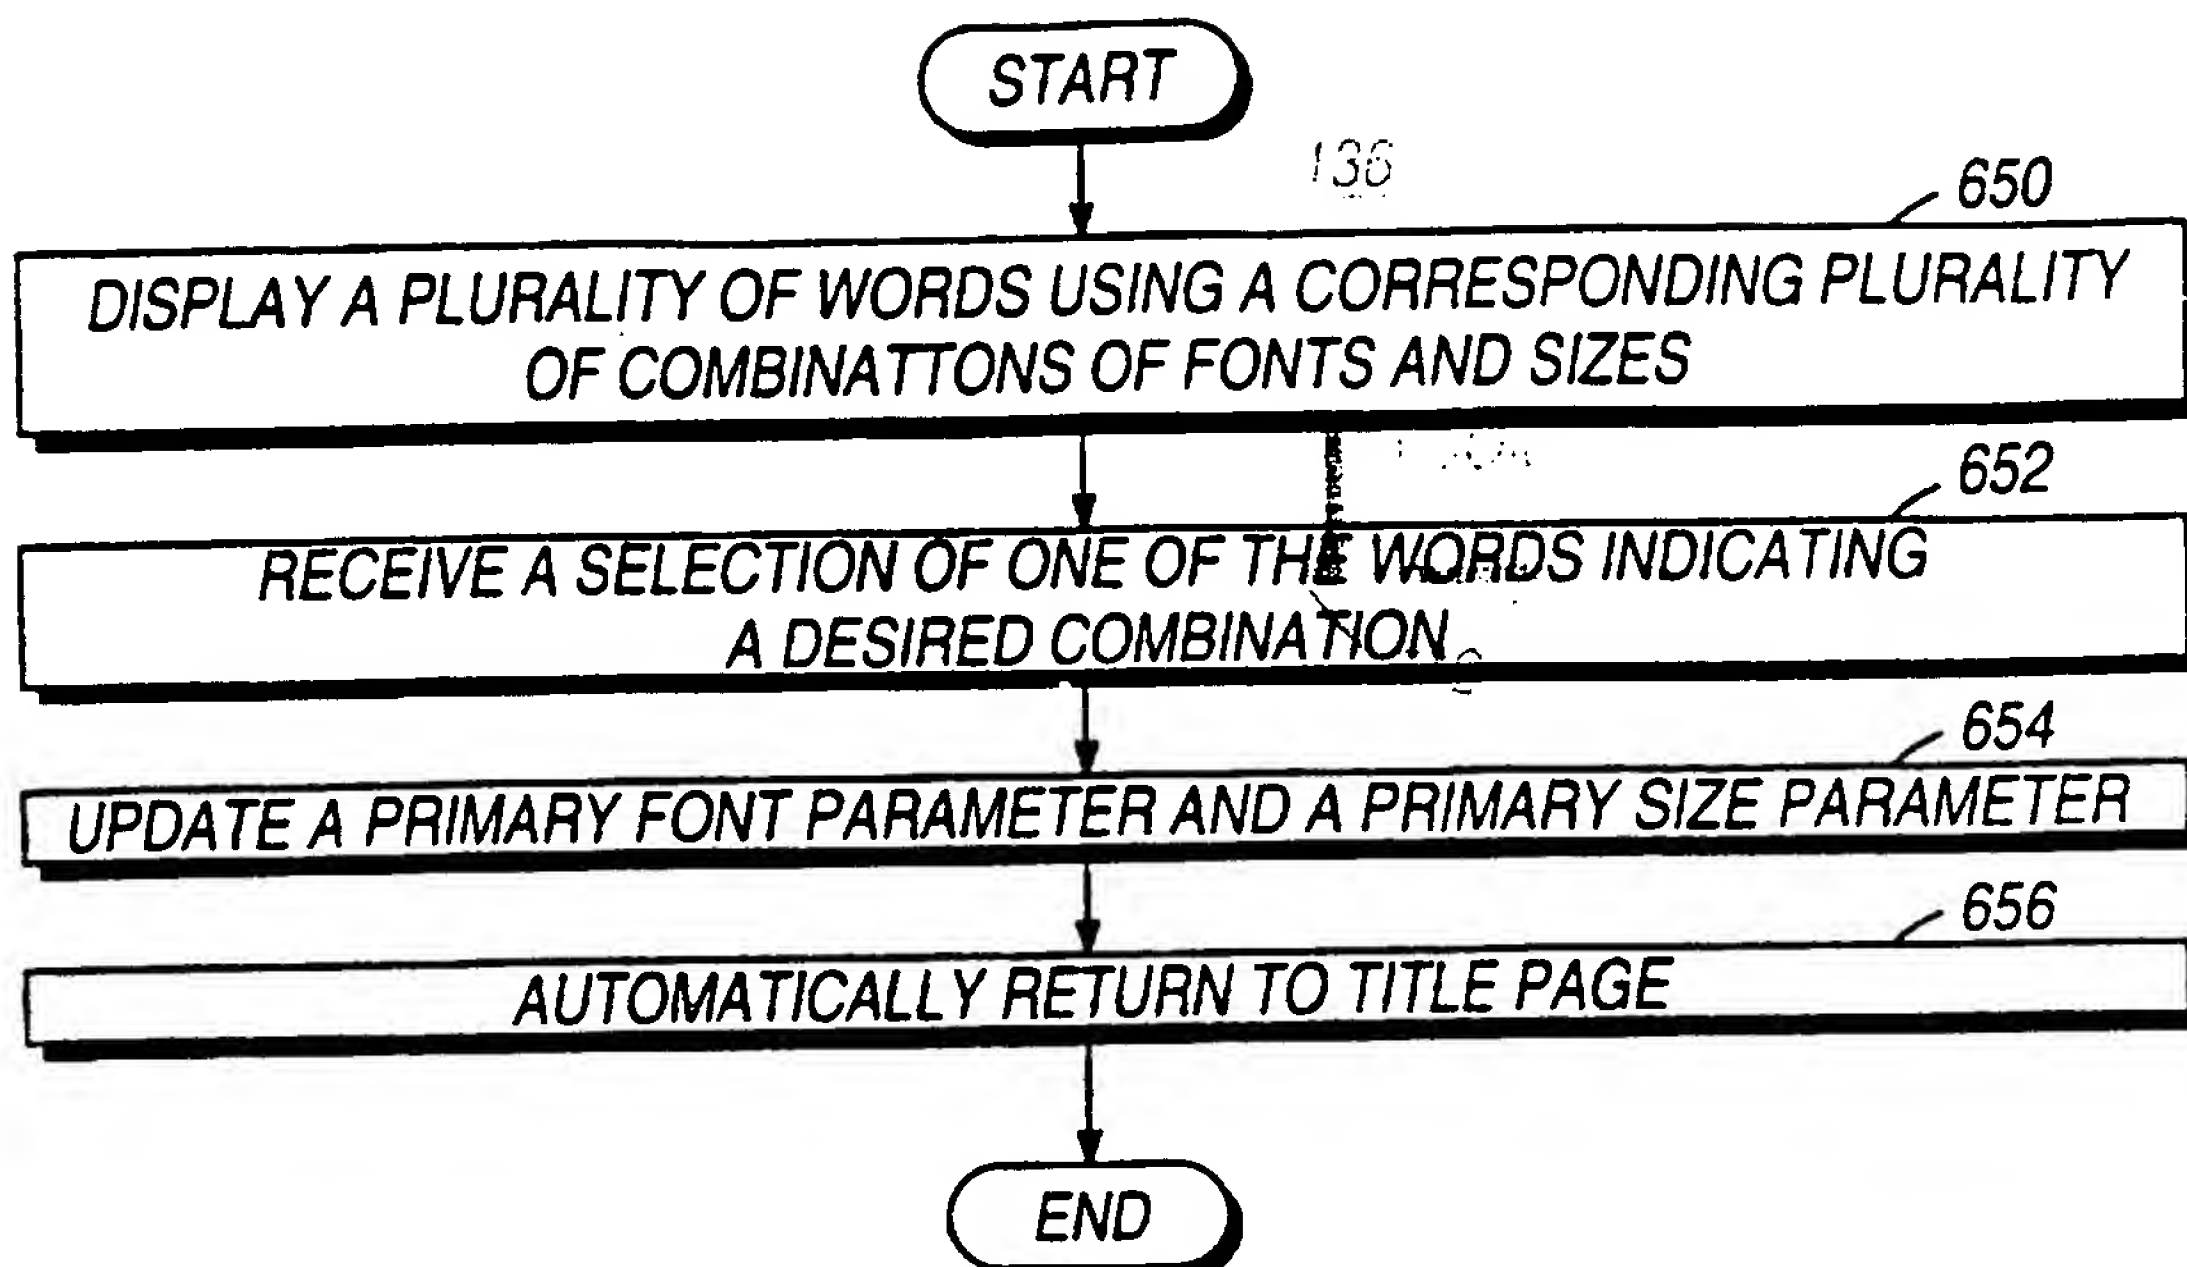 START
136
650
DISPLAY A PLURALITY OF WORDS USING A CORRESPONDING PLURALITY
OF COMBINATTONS OF FONTS AND SIZES
652
RECEIVE A SELECTION OF ONE OF THE WORDS INDICATING
A DESIRED COMBINATION
654
UPDATE A PRIMARY FONT PARAMETER AND A PRIMARY SIZE PARAMETER
656
AUTOMATICALLY RETURN TO TITLE PAGE
END